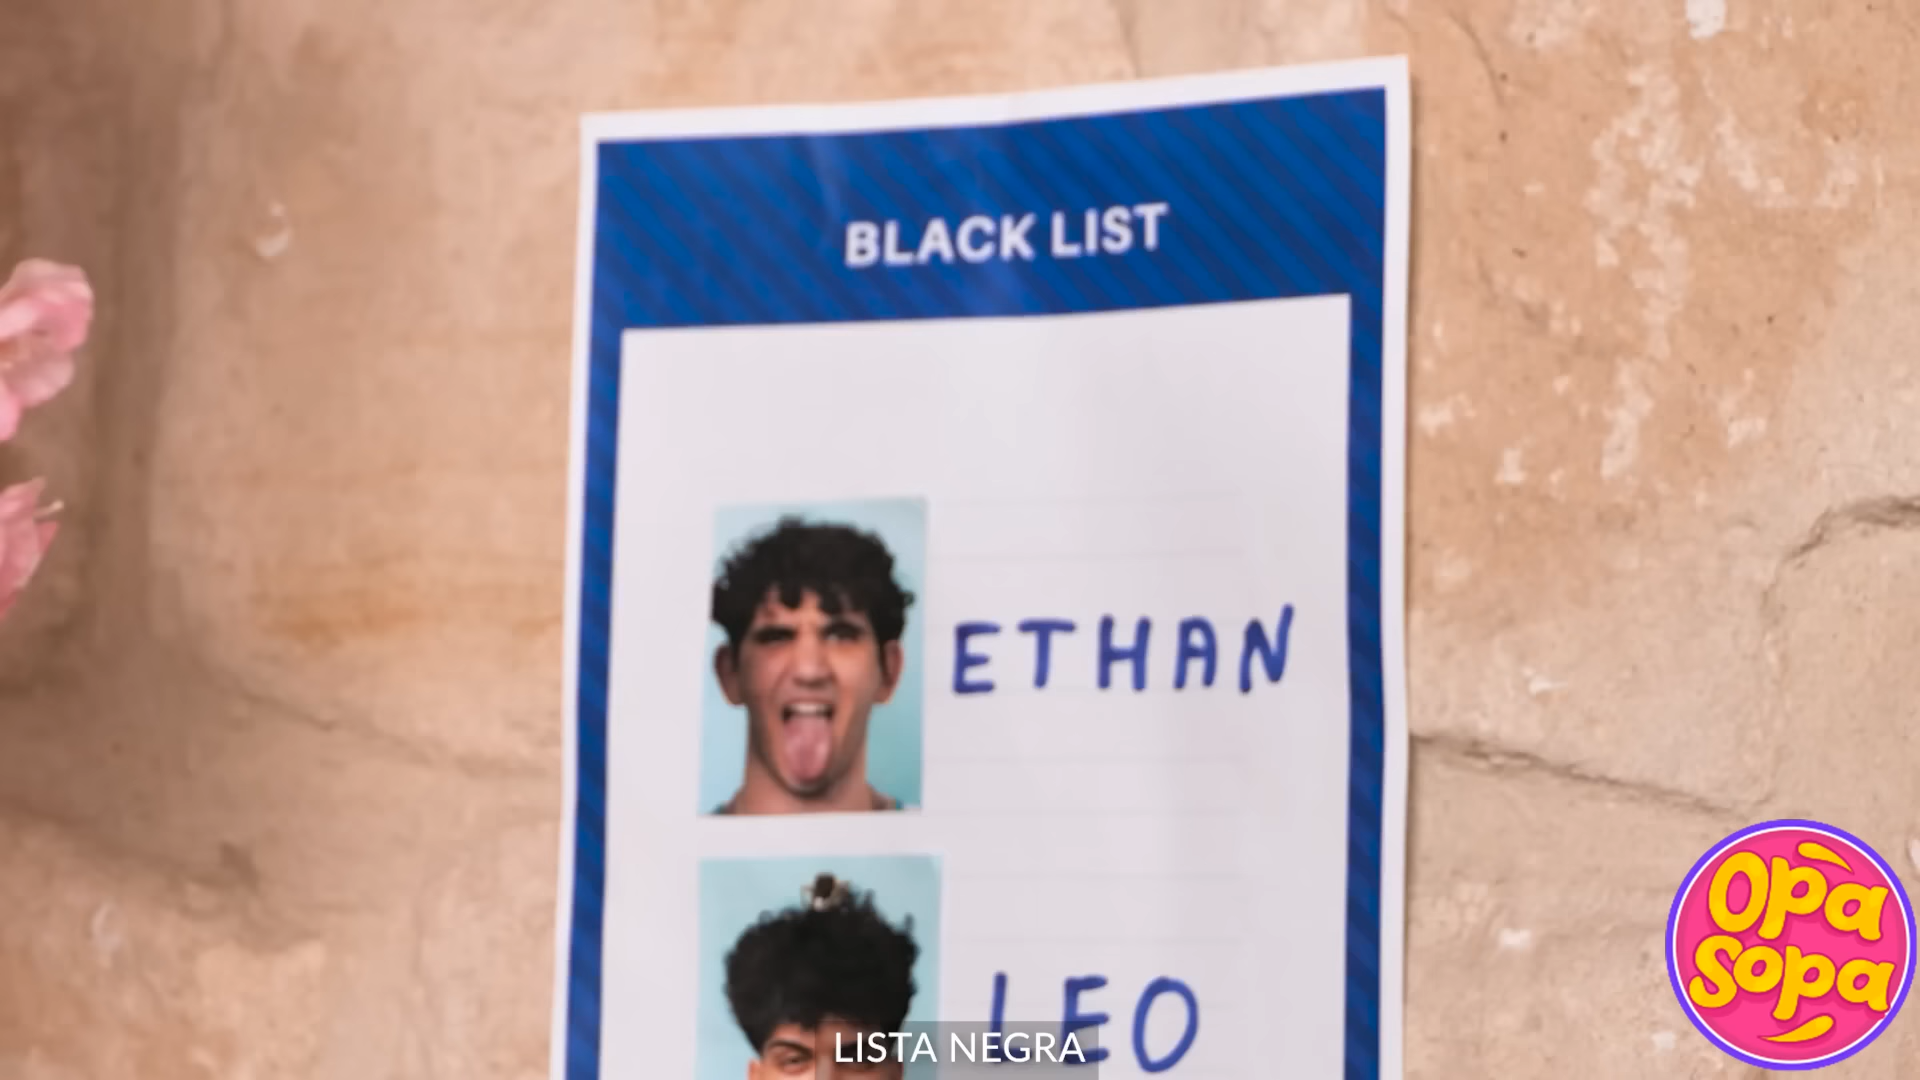 BLACK LIST
ETHAN
LEO
LISTA NEGRA
Opa
Sopa